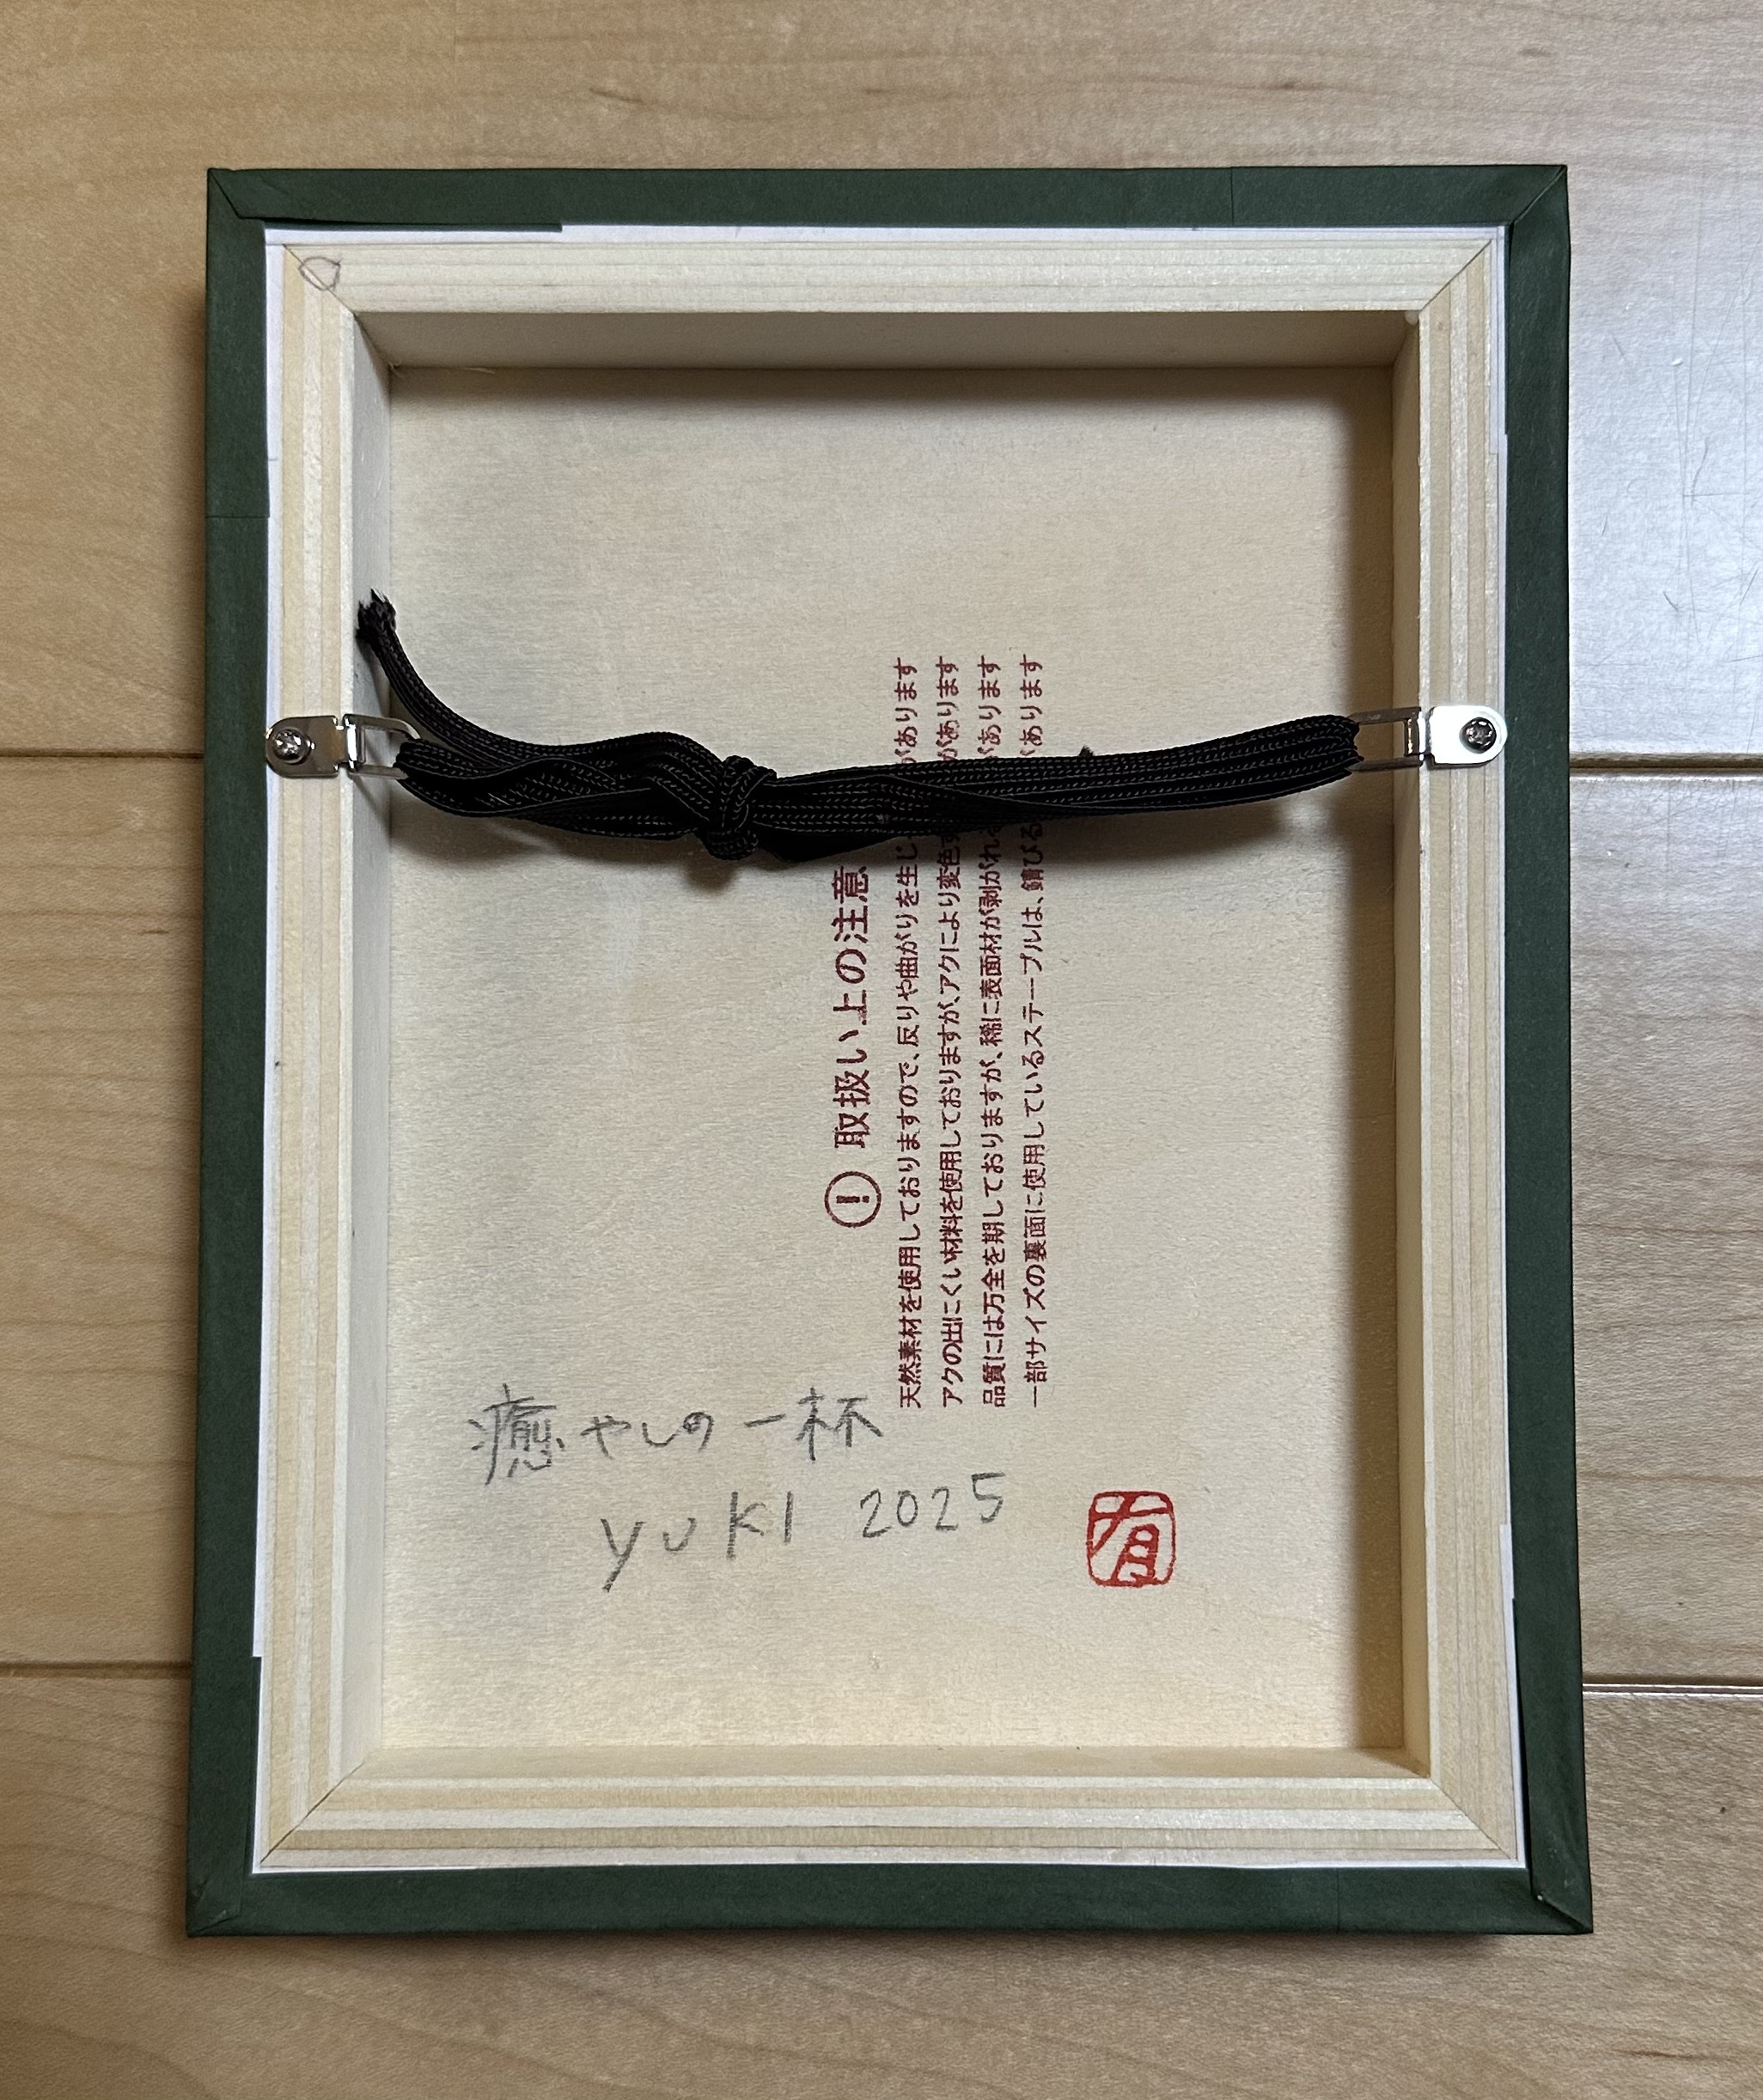 ! 取扱い上の注意
天然素材を使用しておりますので、反りや曲がりを生じ があります
アクの出にくい材料を使用しておりますが、アクにより変色す があります
品質には万全を期しておりますが、稀に表面材が剥がれ があります
一部サイズの裏面に使用しているステープルは、錆びる があります
癒やしの一杯
YUKI 2025
有